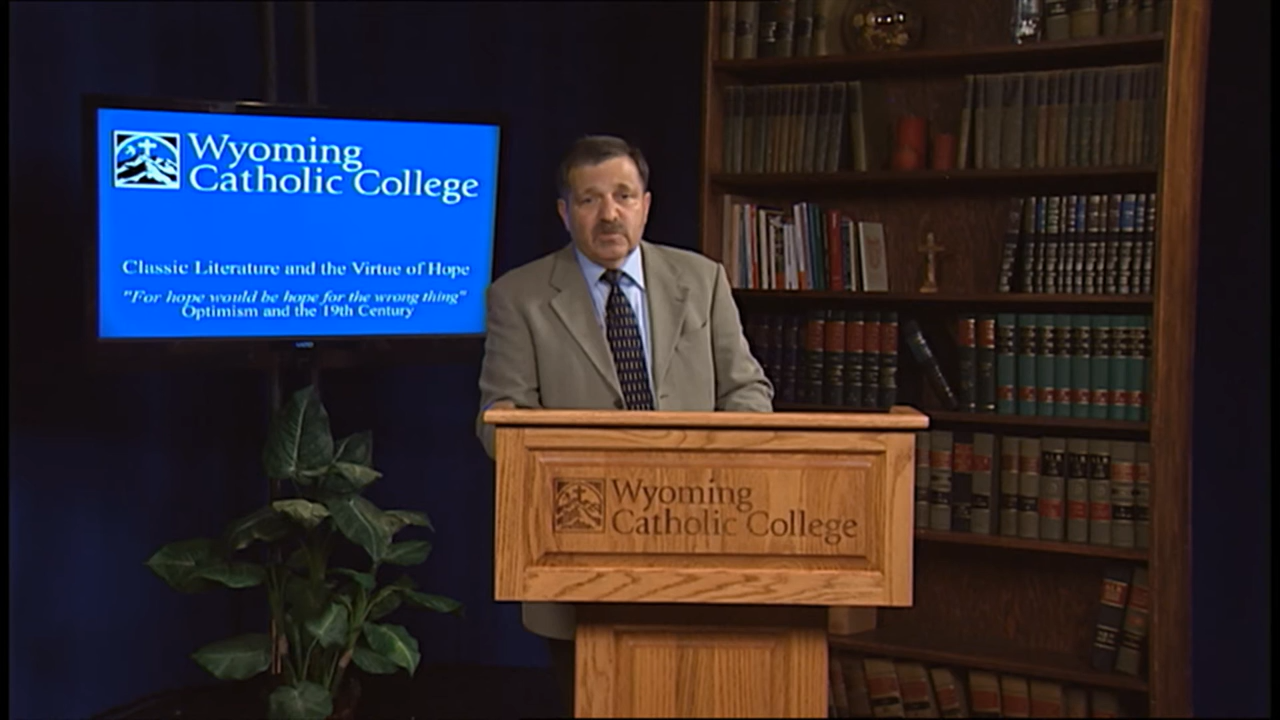 Wyoming
Catholic College
Classic Literature and the Virtue of Hope
"For hope would be hope for the wrong thing"
Optimism and the 19th Century
Wyoming
Catholic College